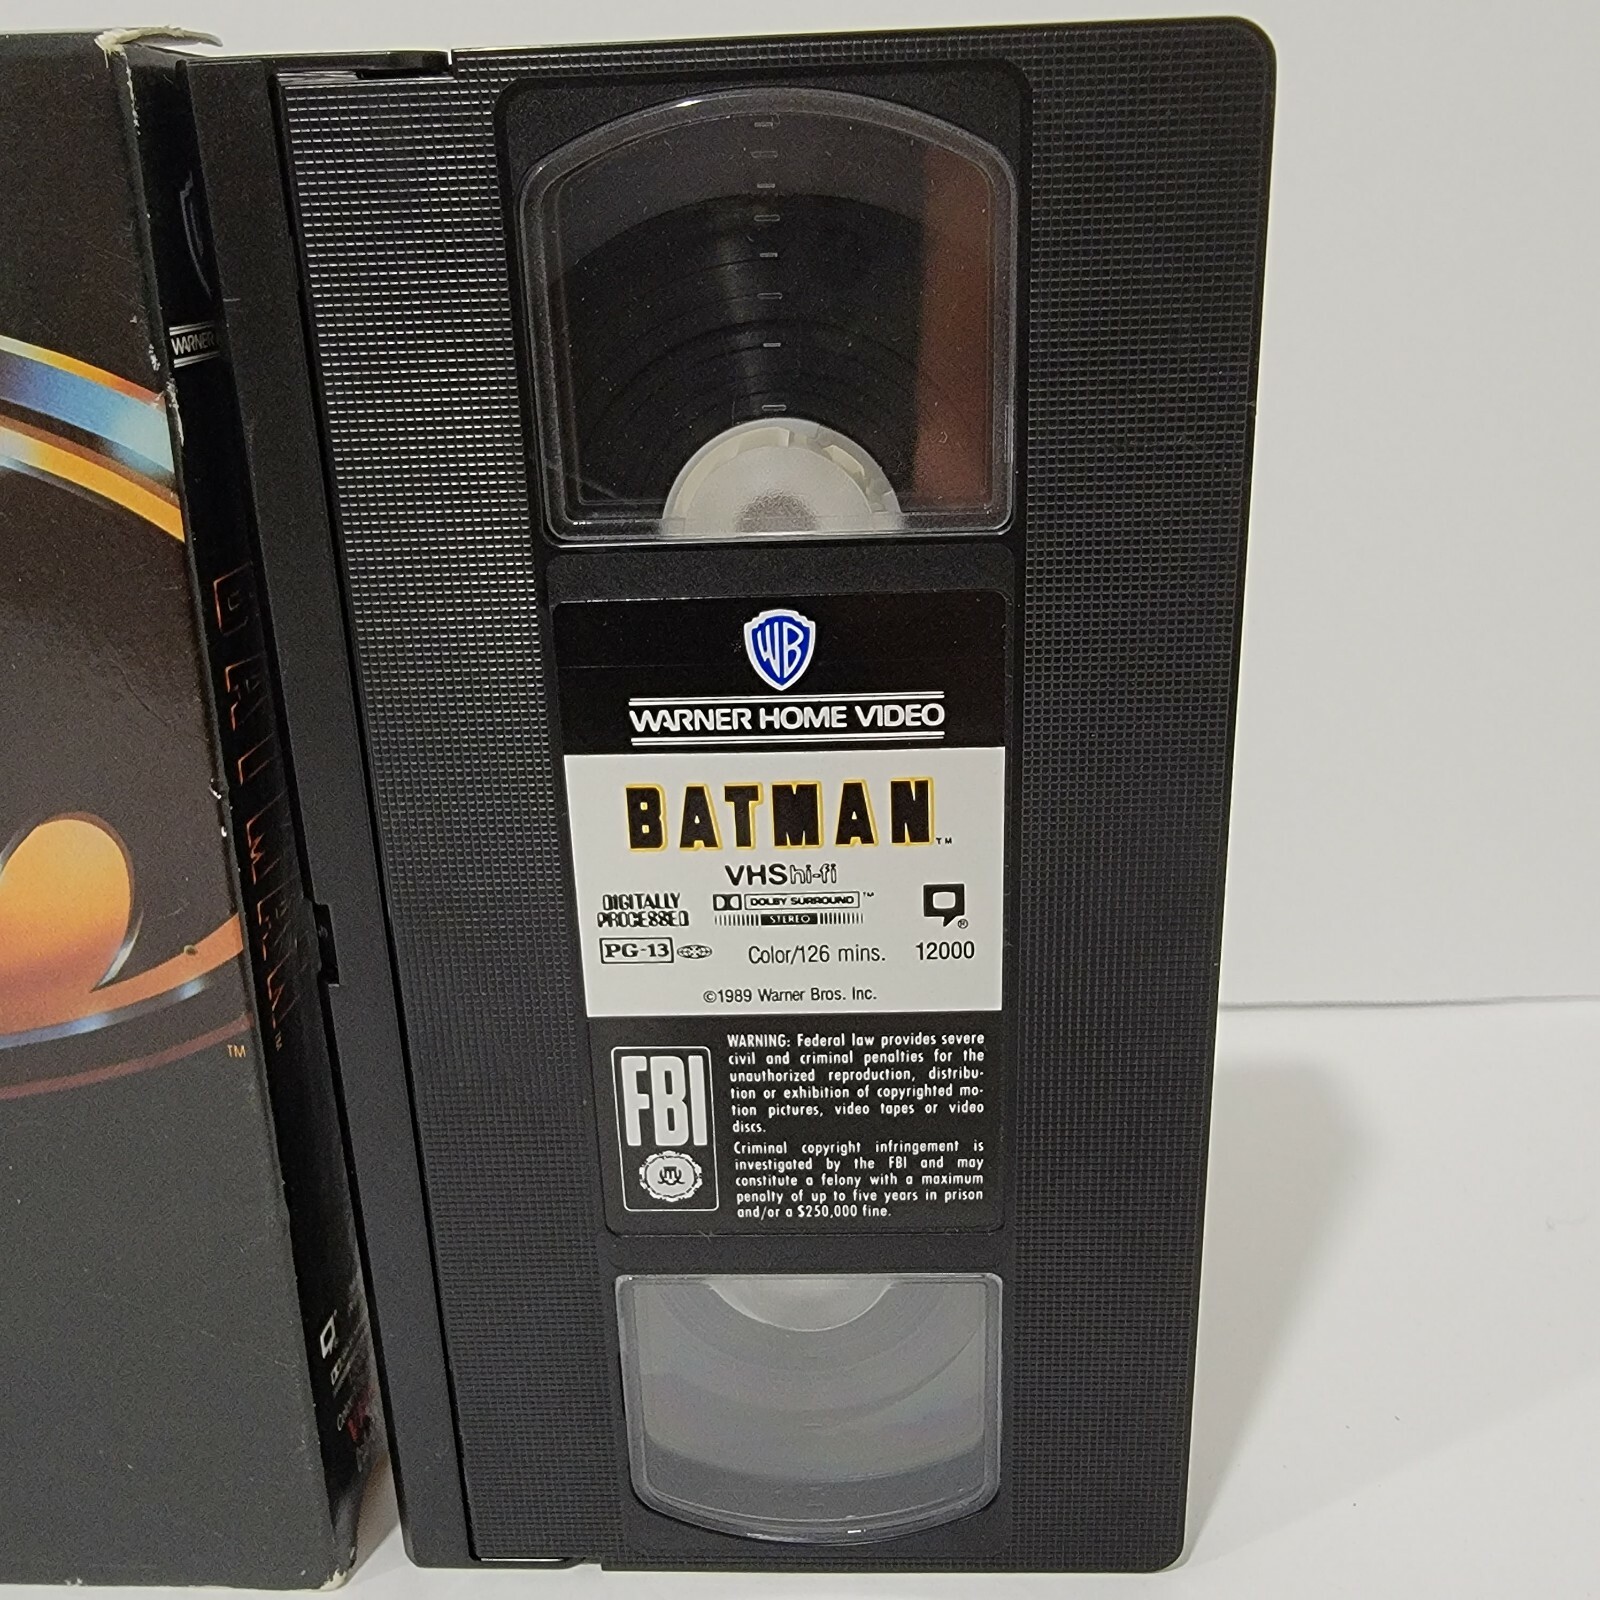 WARNER
BATMAN™
™
WB
WARNER HOME VIDEO
BATMAN™
VHS hi-fi
DIGITALLY
PROCESSED
DOLBY SURROUND™
STEREO
®
PG-13
Color/126 mins.
12000
©1989 Warner Bros. Inc.
FBI
WARNING: Federal law provides severe
civil and criminal penalties for the
unauthorized reproduction, distribu-
tion or exhibition of copyrighted mo-
tion pictures, video tapes or video
discs.
Criminal copyright infringement is
investigated by the FBI and may
constitute a felony with a maximum
penalty of up to five years in prison
and/or a $250,000 fine.